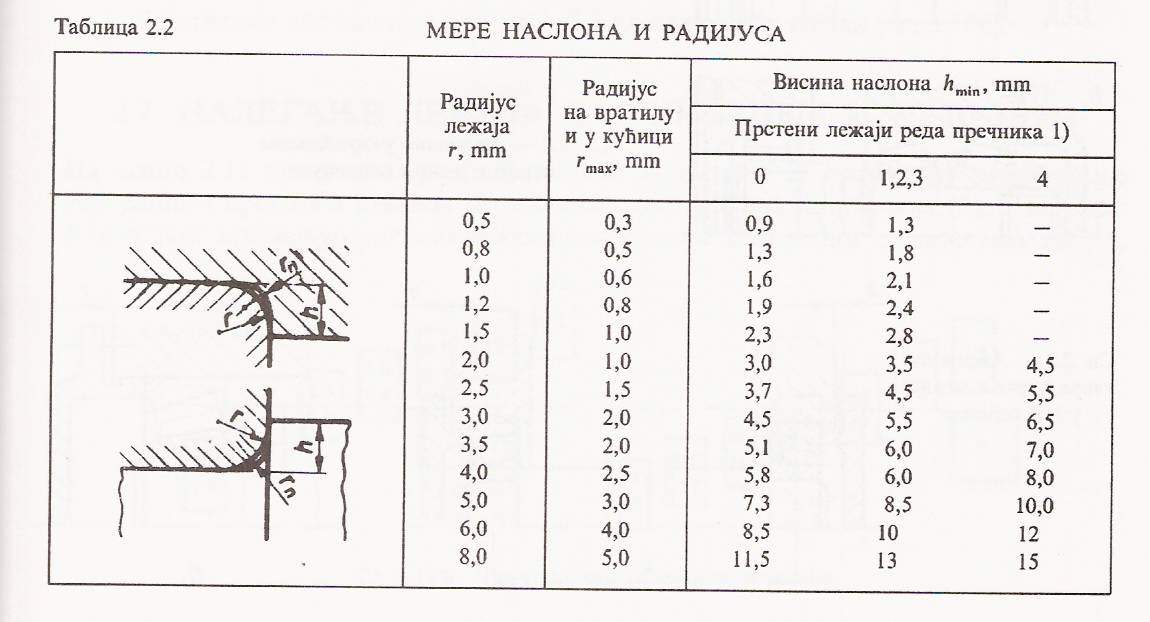 Таблица 2.2
МЕРЕ НАСЛОНА И РАДИЈУСА
Радијус
лежаја
r, mm
Радијус
на вратилу
и у кућици
rmax, mm
Висина наслона hmin, mm
Прстени лежаји реда пречника 1)
0 1,2,3 4
0,5 0,3 0,9 1,3 —
0,8 0,5 1,3 1,8 —
1,0 0,6 1,6 2,1 —
1,2 0,8 1,9 2,4 —
1,5 1,0 2,3 2,8 —
2,0 1,0 3,0 3,5 4,5
2,5 1,5 3,7 4,5 5,5
3,0 2,0 4,5 5,5 6,5
3,5 2,0 5,1 6,0 7,0
4,0 2,5 5,8 6,0 8,0
5,0 3,0 7,3 8,5 10,0
6,0 4,0 8,5 10 12
8,0 5,0 11,5 13 15
rn
r
h
r
h
rn